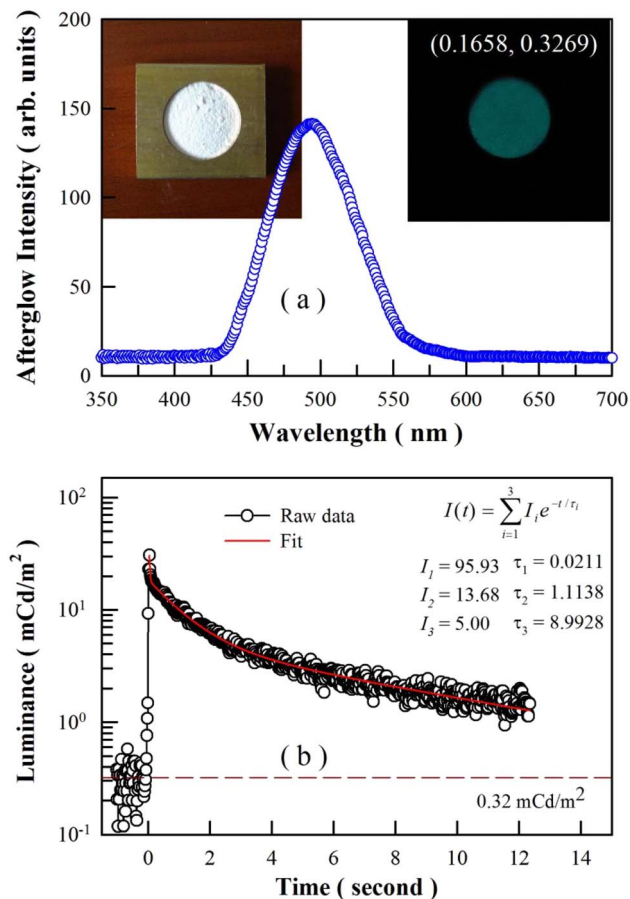 (0.1658, 0.3269)
Afterglow Intensity ( arb. units )
200
150
100
50
0
( a )
350 400 450 500 550 600 650 700
Wavelength ( nm )
Luminance ( mCd/m²)
10²
10¹
10⁰
10⁻¹
Raw data
Fit
I(t) = ∑ I_i e^{-t/τ_i}
3
i=1
I₁ = 95.93 τ₁ = 0.0211
I₂ = 13.68 τ₂ = 1.1138
I₃ = 5.00 τ₃ = 8.9928
( b )
0.32 mCd/m²
0 2 4 6 8 10 12 14
Time ( second )